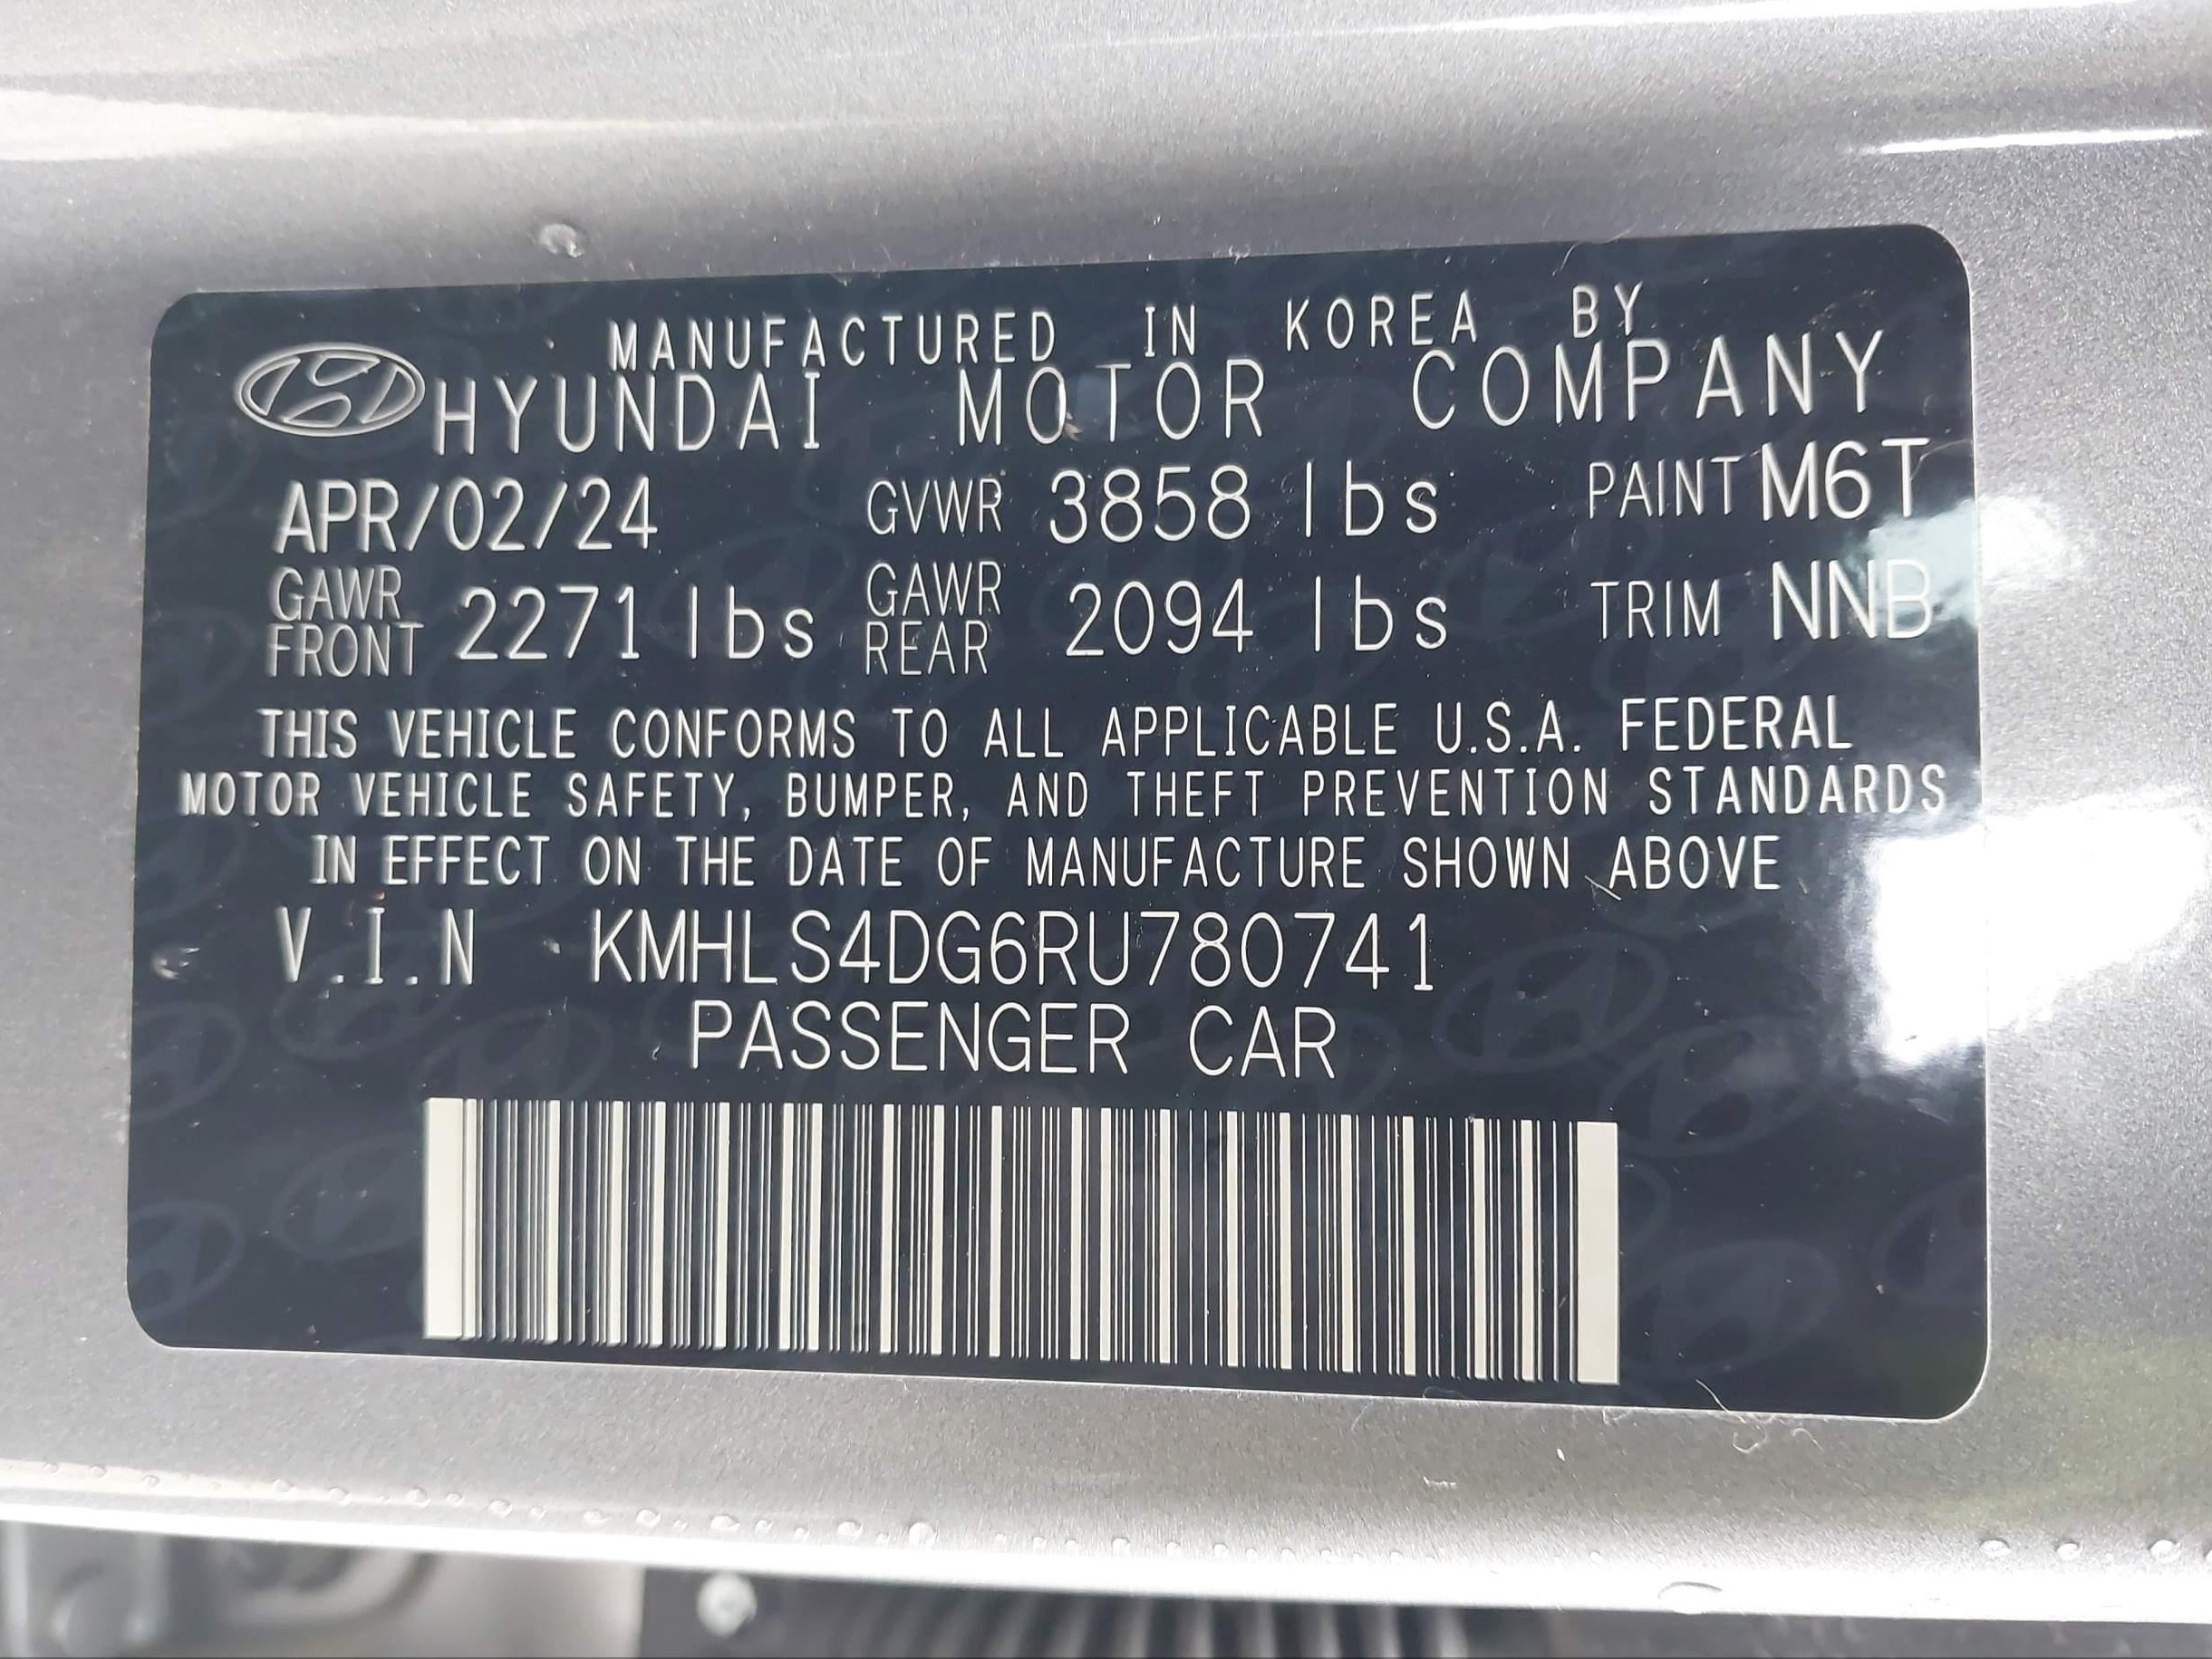 MANUFACTURED IN KOREA BY
HYUNDAI MOTOR COMPANY
APR/02/24 GVWR 3858 lbs PAINT M6T
GAWR FRONT 2271 lbs GAWR REAR 2094 lbs TRIM NNB
THIS VEHICLE CONFORMS TO ALL APPLICABLE U.S.A. FEDERAL
MOTOR VEHICLE SAFETY, BUMPER, AND THEFT PREVENTION STANDARDS
IN EFFECT ON THE DATE OF MANUFACTURE SHOWN ABOVE
V.I.N KMHLS4DG6RU780741
PASSENGER CAR